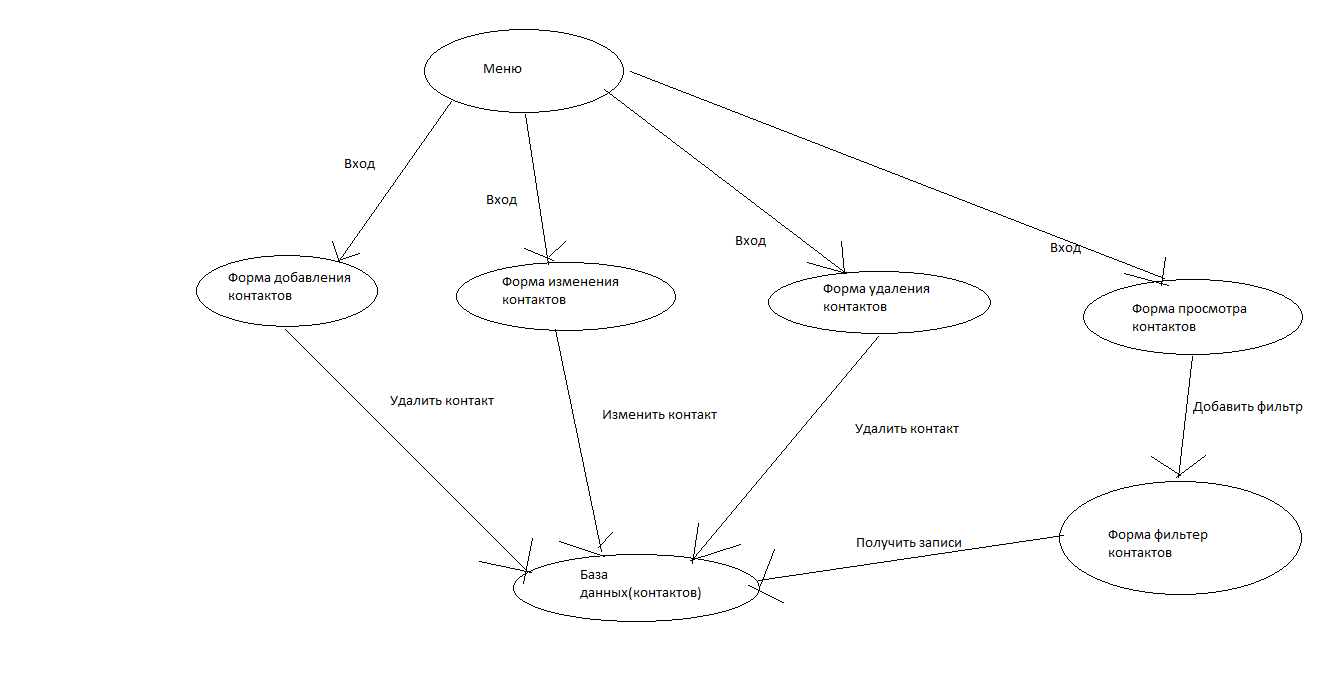 Меню
Вход
Вход
Вход
Вход
Форма добавления
контактов
Форма изменения
контактов
Форма удаления
контактов
Форма просмотра
контактов
Удалить контакт
Изменить контакт
Удалить контакт
Добавить фильтр
Получить записи
Форма фильтер
контактов
База
данных(контактов)